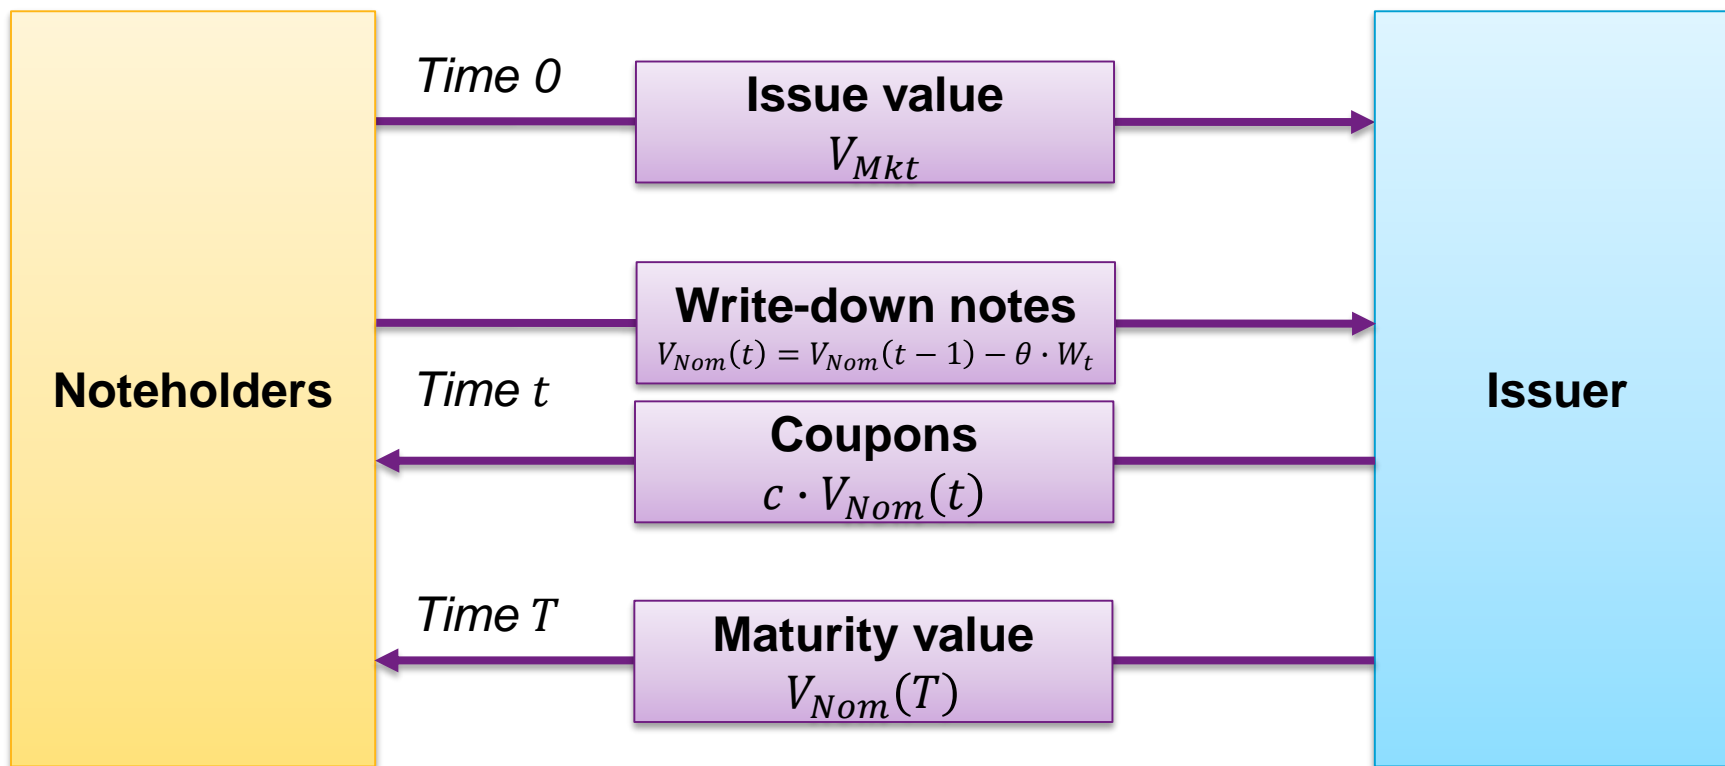 Time 0
Issue value
V_{Mkt}
Write-down notes
V_{Nom}(t) = V_{Nom}(t − 1) − θ · W_t
Noteholders
Time t
Issuer
Coupons
c · V_{Nom}(t)
Time T
Maturity value
V_{Nom}(T)